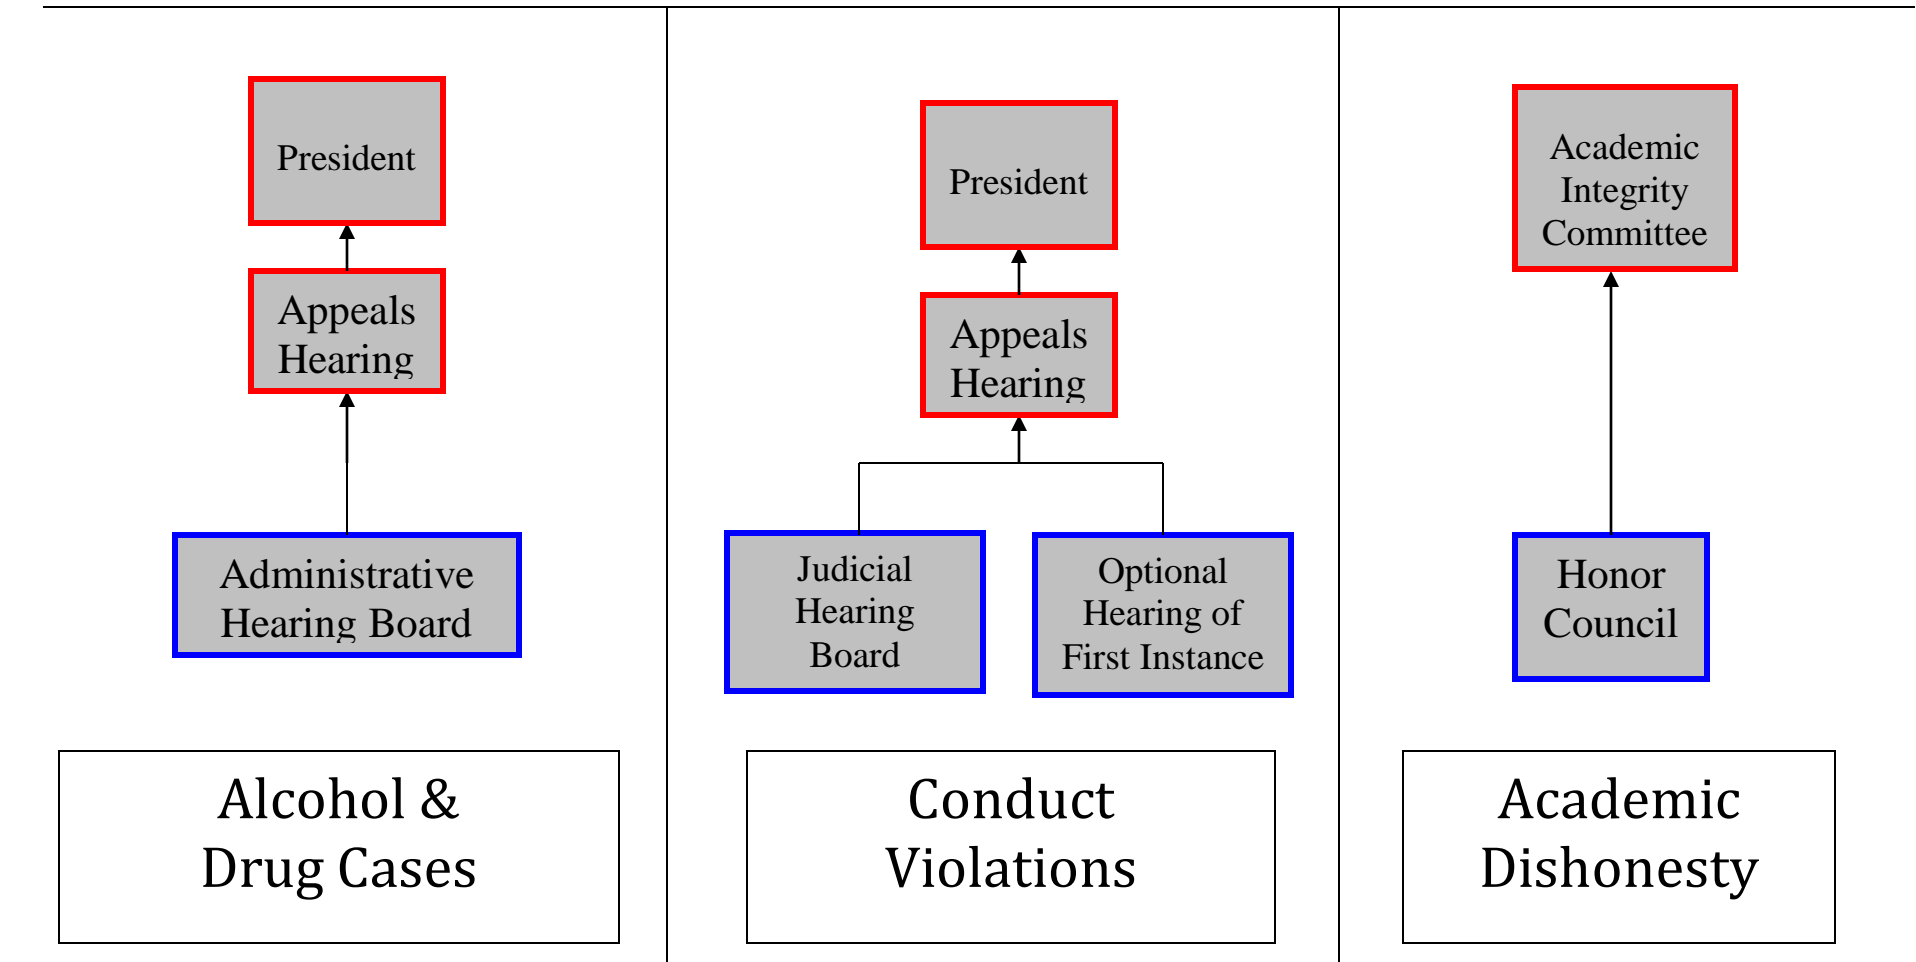 President
Appeals
Hearing
Administrative
Hearing Board
Alcohol &
Drug Cases
President
Appeals
Hearing
Judicial
Hearing
Board
Optional
Hearing of
First Instance
Conduct
Violations
Academic
Integrity
Committee
Honor
Council
Academic
Dishonesty